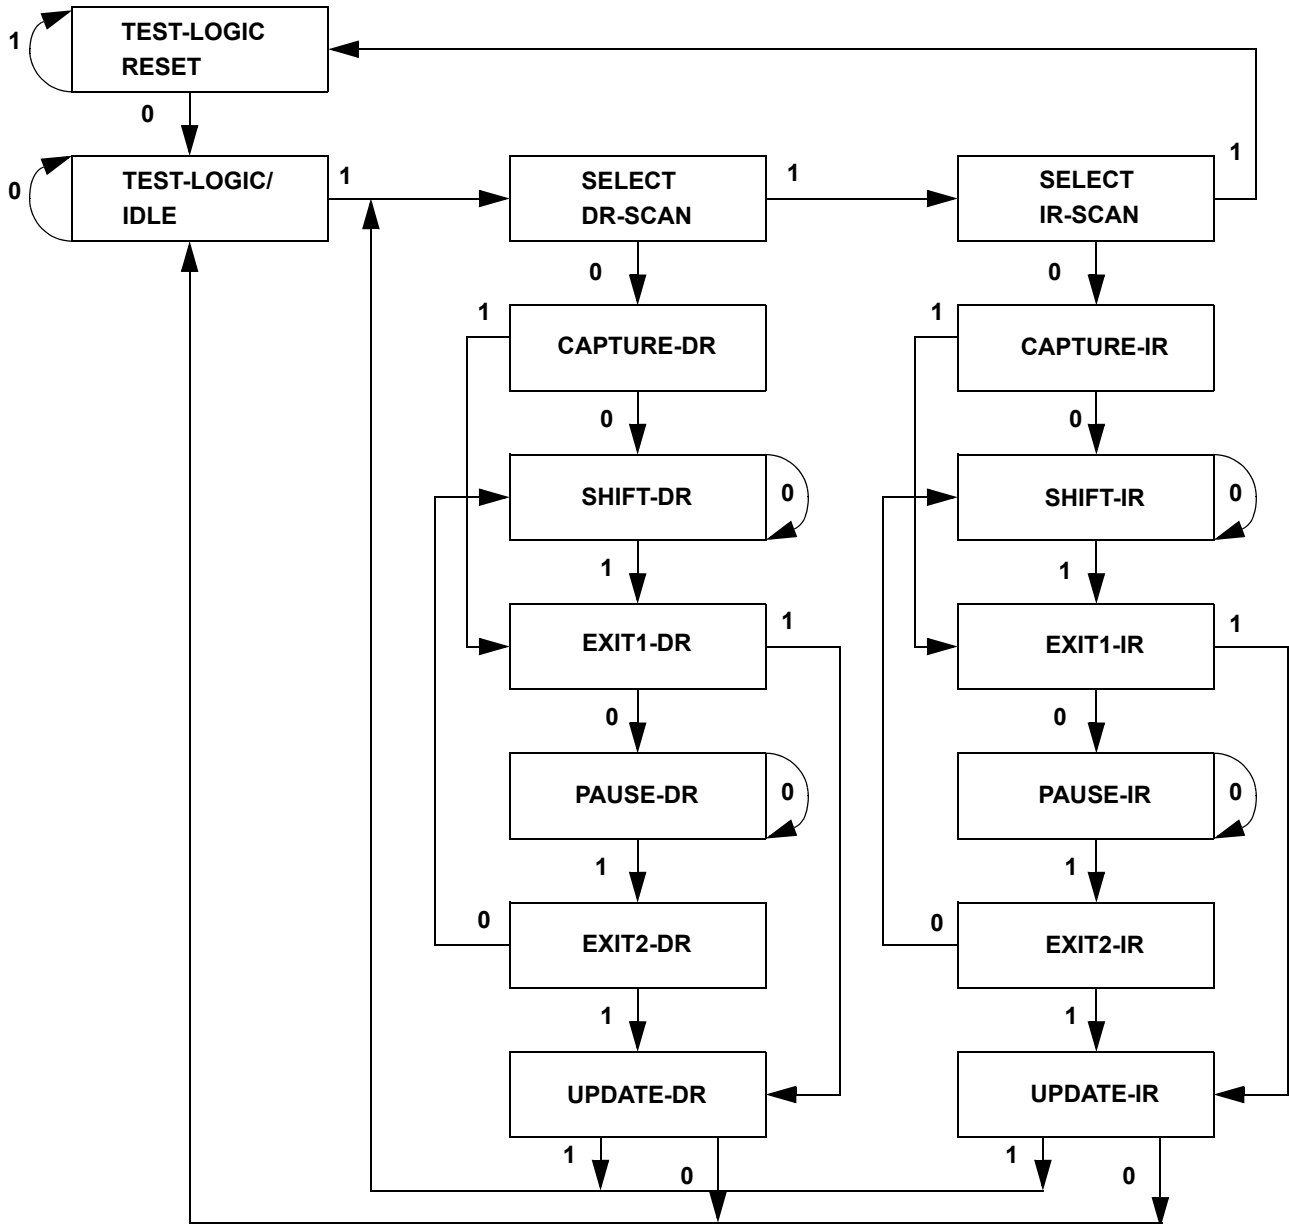 TEST-LOGIC
RESET
1
0
TEST-LOGIC/
IDLE
0
1
SELECT
DR-SCAN
1
SELECT
IR-SCAN
1
0
0
1
CAPTURE-DR
1
CAPTURE-IR
0
0
SHIFT-DR
0
SHIFT-IR
0
1
1
EXIT1-DR
1
EXIT1-IR
1
0
0
PAUSE-DR
0
PAUSE-IR
0
1
1
0
EXIT2-DR
0
EXIT2-IR
1
1
UPDATE-DR
UPDATE-IR
1
0
1
0